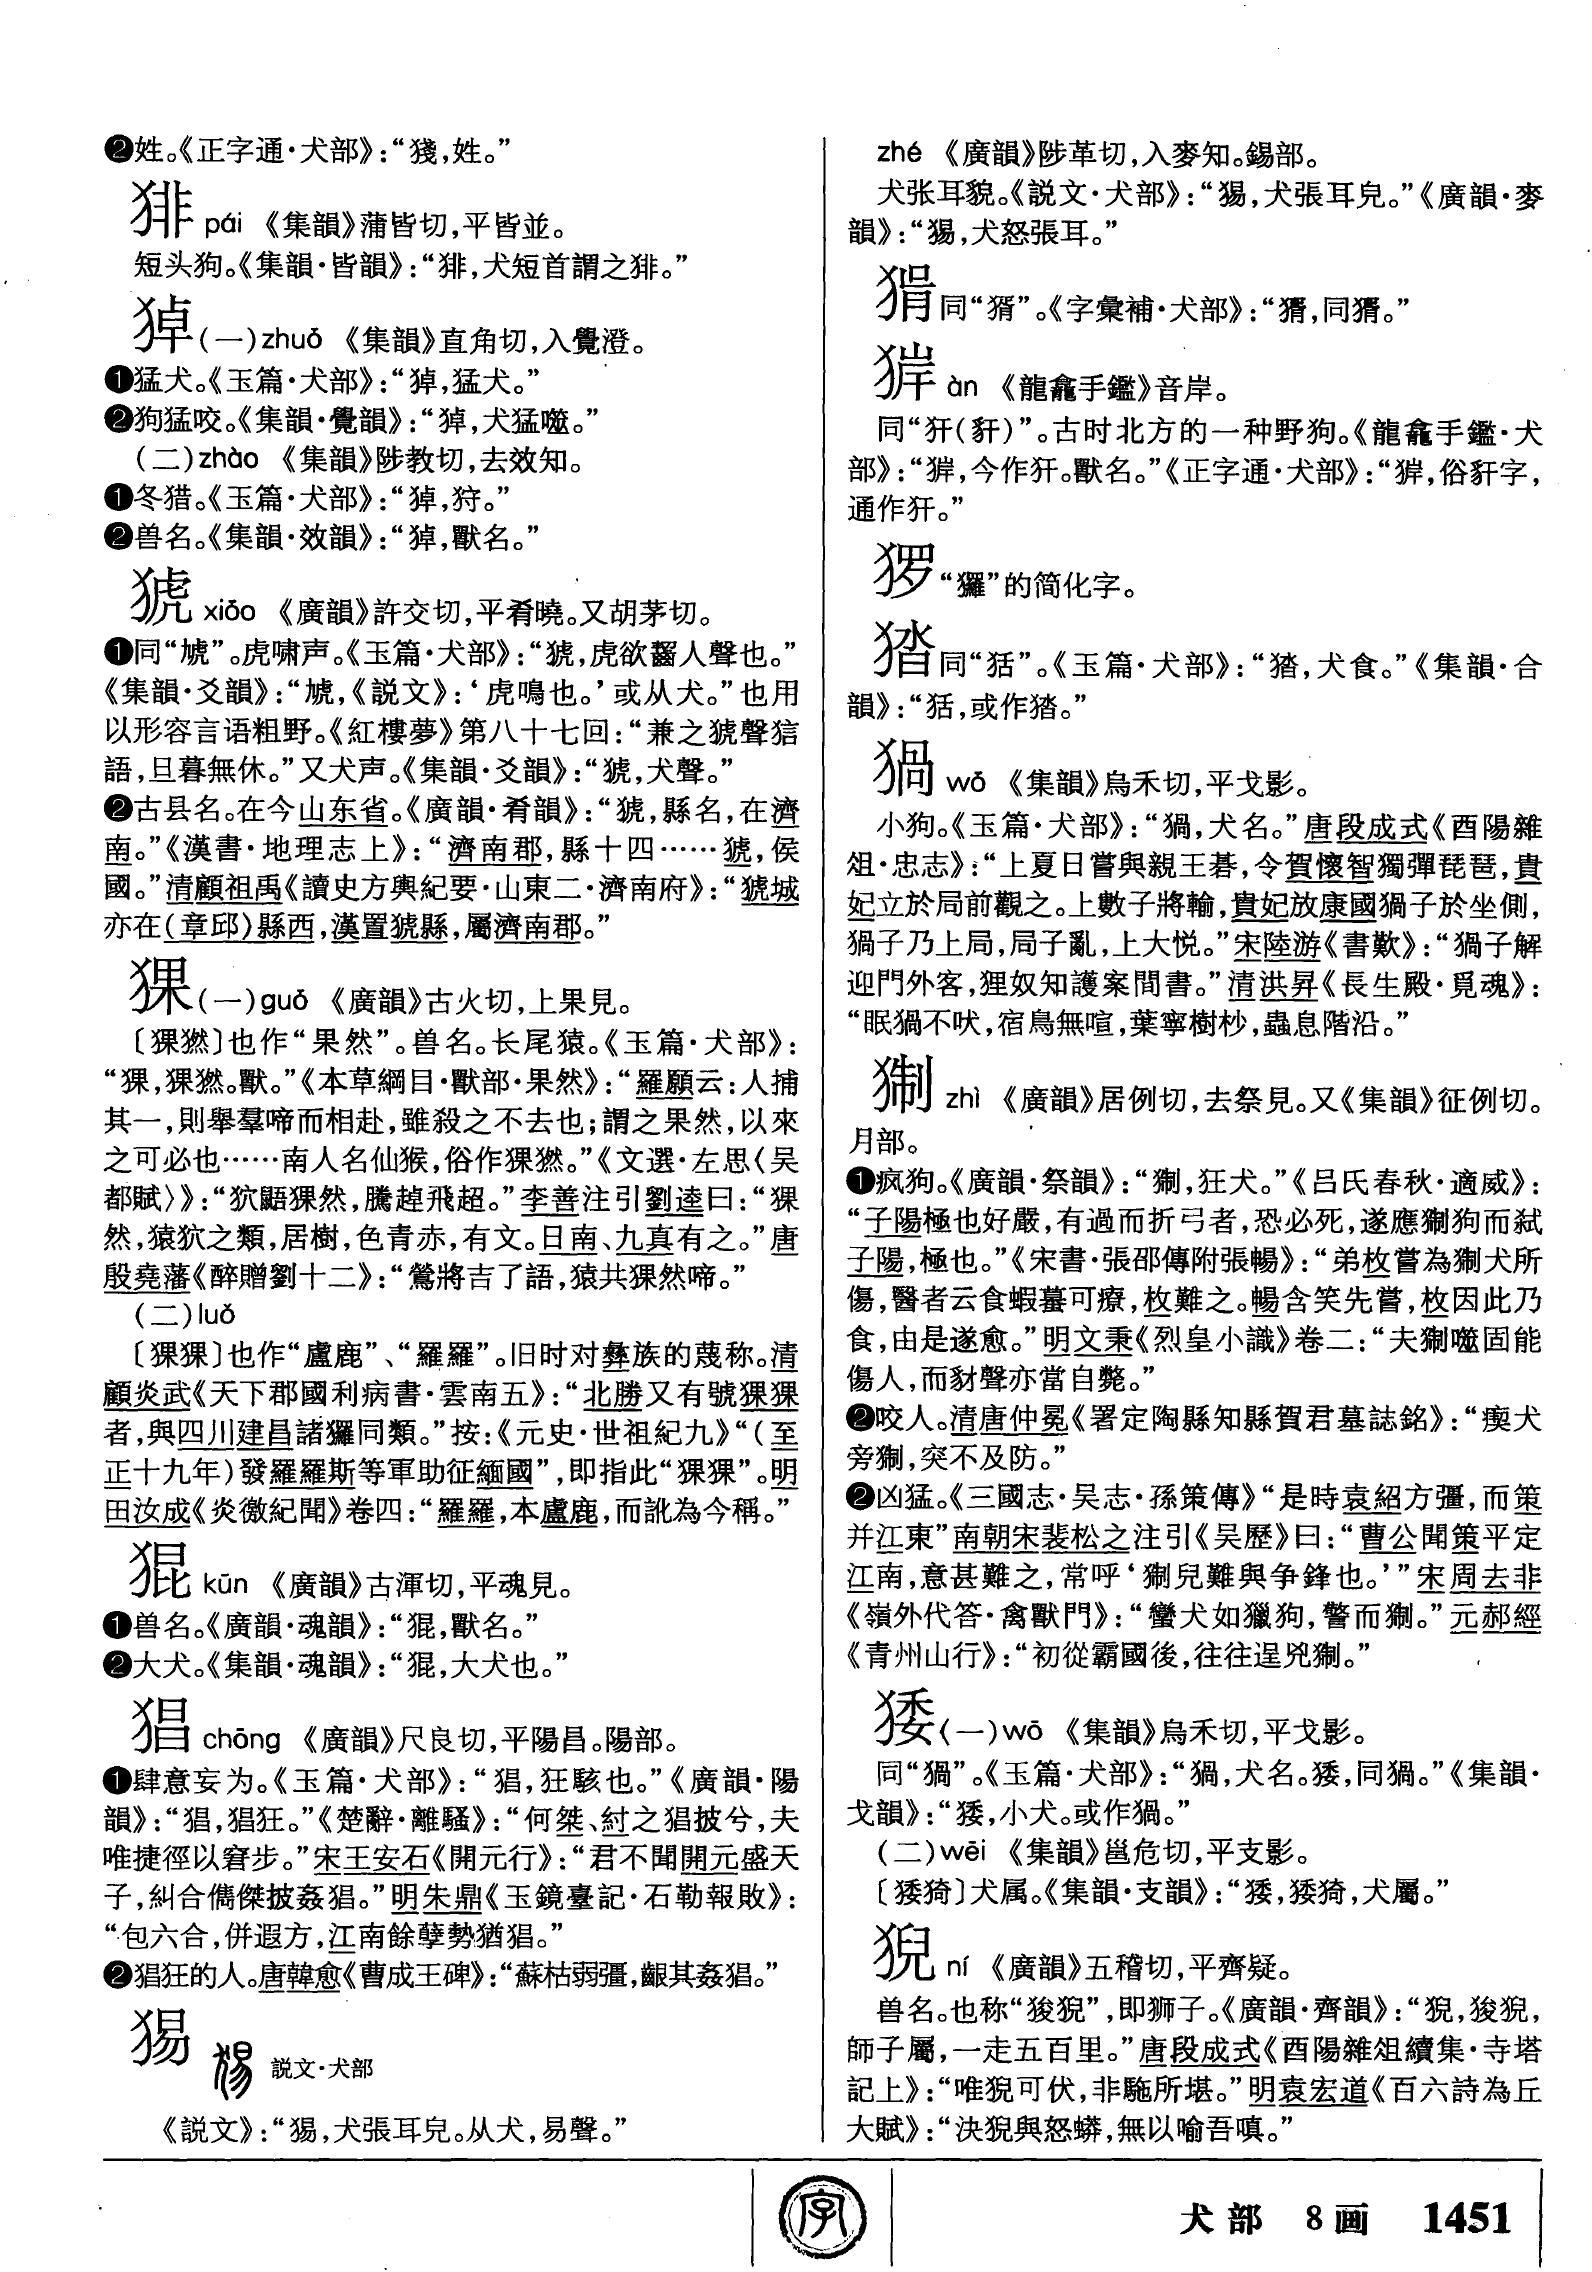 ❷姓。《正字通·犬部》：“㹽，姓。”
猅 pái 《集韻》蒲皆切，平皆並。
短头狗。《集韻·皆韻》：“猅，犬短首謂之猅。”
㹿(一)zhuó 《集韻》直角切，入覺澄。
❶猛犬。《玉篇·犬部》：“㹿，猛犬。”
❷狗猛咬。《集韻·覺韻》：“㹿，犬猛噬。”
(二)zhào 《集韻》陟教切，去效知。
❶冬猎。《玉篇·犬部》：“㹿，狩。”
❷兽名。《集韻·效韻》：“㹿，獸名。”
猇 xiāo 《廣韻》許交切，平肴曉。又胡茅切。
❶同“虓”。虎啸声。《玉篇·犬部》：“猇，虎欲齧人聲也。”
《集韻·爻韻》：“虓，《説文》：‘虎鳴也。’或从犬。”也用
以形容言语粗野。《紅樓夢》第八十七回：“兼之猇聲狺
語，旦暮無休。”又犬声。《集韻·爻韻》：“猇，犬聲。”
❷古县名。在今山东省。《廣韻·肴韻》：“猇，縣名，在濟
南。”《漢書·地理志上》：“濟南郡，縣十四……猇，侯
國。”清顧祖禹《讀史方輿紀要·山東二·濟南府》：“猇城
亦在(章邱)縣西，漢置猇縣，屬濟南郡。”
猓(一)guǒ 《廣韻》古火切，上果見。
〔猓㺀〕也作“果然”。兽名。长尾猿。《玉篇·犬部》：
“猓，猓㺀。獸。”《本草綱目·獸部·果然》：“羅願云：人捕
其一，則舉羣啼而相赴，雖殺之不去也；謂之果然，以來
之可必也……南人名仙猴，俗作猓㺀。”《文選·左思〈吴
都賦〉》：“狖鼯猓然，騰趠飛超。”李善注引劉逵曰：“猓
然，猿狖之類，居樹，色青赤，有文。日南、九真有之。”唐
殷堯藩《醉贈劉十二》：“鶯將吉了語，猿共猓然啼。”
(二)luǒ
〔猓猓〕也作“盧鹿”、“羅羅”。旧时对彝族的蔑称。清
顧炎武《天下郡國利病書·雲南五》：“北勝又有號猓猓
者，與四川建昌諸玀同類。”按：《元史·世祖紀九》“(至
正十九年)發羅羅斯等軍助征緬國”，即指此“猓猓”。明
田汝成《炎徼紀聞》卷四：“羅羅，本盧鹿，而訛為今稱。”
猑 kūn 《廣韻》古渾切，平魂見。
❶兽名。《廣韻·魂韻》：“猑，獸名。”
❷大犬。《集韻·魂韻》：“猑，大犬也。”
猖 chāng 《廣韻》尺良切，平陽昌。陽部。
❶肆意妄为。《玉篇·犬部》：“猖，狂駭也。”《廣韻·陽
韻》：“猖，猖狂。”《楚辭·離騷》：“何桀、紂之猖披兮，夫
唯捷徑以窘步。”宋王安石《開元行》：“君不聞開元盛天
子，糾合儁傑披姦猖。”明朱鼎《玉鏡臺記·石勒報敗》：
“包六合，併遐方，江南餘孽勢猶猖。”
❷猖狂的人。唐韓愈《曹成王碑》：“蘇枯弱彊，齦其姦猖。”
猲 説文·犬部
《説文》：“猲，犬張耳皃。从犬，易聲。”
zhé 《廣韻》陟革切，入麥知。錫部。
犬张耳貌。《説文·犬部》：“㹫，犬張耳皃。”《廣韻·麥
韻》：“㹫，犬怒張耳。”
同“猾”。《字彙補·犬部》：“猾，同猾。”
àn 《龍龕手鑑》音岸。
同“犴(豻)”。古时北方的一种野狗。《龍龕手鑑·犬
部》：“㟁，今作犴。獸名。”《正字通·犬部》：“㟁，俗豻字，
通作犴。”
猡 “玀”的简化字。
㹺 同“狧”。《玉篇·犬部》：“㹺，犬食。”《集韻·合
韻》：“狧，或作㹺。”
猧 wō 《集韻》烏禾切，平戈影。
小狗。《玉篇·犬部》：“猧，犬名。”唐段成式《酉陽雜
俎·忠志》：“上夏日嘗與親王碁，令賀懷智獨彈琵琶，貴
妃立於局前觀之。上數子將輸，貴妃放康國猧子於坐側，
猧子乃上局，局子亂，上大悦。”宋陸游《書歎》：“猧子解
迎門外客，狸奴知護案間書。”清洪昇《長生殿·覓魂》：
“眠猧不吠，宿鳥無喧，葉寧樹杪，蟲息階沿。”
猘 zhì 《廣韻》居例切，去祭見。又《集韻》征例切。
月部。
❶疯狗。《廣韻·祭韻》：“猘，狂犬。”《吕氏春秋·適威》：
“子陽極也好嚴，有過而折弓者，恐必死，遂應猘狗而弑
子陽，極也。”《宋書·張邵傳附張暢》：“弟枚嘗為猘犬所
傷，醫者云食蝦蟇可療，枚難之。暢含笑先嘗，枚因此乃
食，由是遂愈。”明文秉《烈皇小識》卷二：“夫猘噬固能
傷人，而豺聲亦當自斃。”
❷咬人。清唐仲冕《署定陶縣知縣賀君墓誌銘》：“瘈犬
旁猘，突不及防。”
❷凶猛。《三國志·吴志·孫策傳》“是時袁紹方彊，而策
并江東”南朝宋裴松之注引《吴歷》曰：“曹公聞策平定
江南，意甚難之，常呼‘猘兒難與争鋒也。’”宋周去非
《嶺外代答·禽獸門》：“蠻犬如獵狗，警而猘。”元郝經
《青州山行》：“初從霸國後，往往逞兇猘。”
㹻(一)wō 《集韻》烏禾切，平戈影。
同“猧”。《玉篇·犬部》：“猧，犬名。㹻，同猧。”《集韻·
戈韻》：“㹻，小犬。或作猧。”
(二)wēi 《集韻》邕危切，平支影。
〔㹻猗〕犬属。《集韻·支韻》：“㹻，㹻猗，犬屬。”
猊 ní 《廣韻》五稽切，平齊疑。
兽名。也称“狻猊”，即狮子。《廣韻·齊韻》：“猊，狻猊，
師子屬，一走五百里。”唐段成式《酉陽雜俎續集·寺塔
記上》：“唯猊可伏，非駞所堪。”明袁宏道《百六詩為丘
大賦》：“決猊與怒蟒，無以喻吾嗔。”
字
犬部 8画 1451